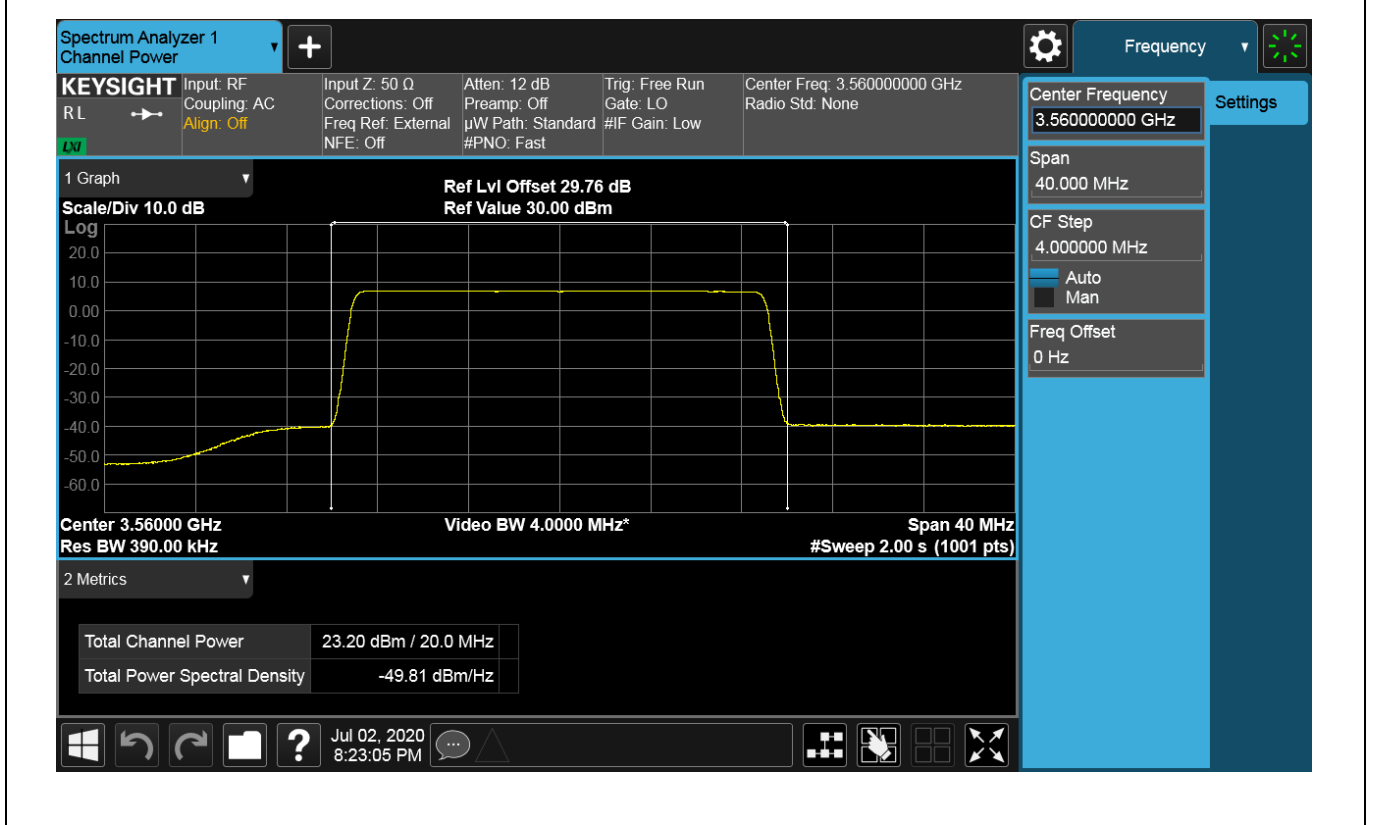 Spectrum Analyzer 1
Channel Power
Frequency
KEYSIGHT
R L
LXI
Input: RF
Coupling: AC
Align: Off
Input Z: 50 Ω
Corrections: Off
Freq Ref: External
NFE: Off
Atten: 12 dB
Preamp: Off
µW Path: Standard
#PNO: Fast
Trig: Free Run
Gate: LO
#IF Gain: Low
Center Freq: 3.560000000 GHz
Radio Std: None
Center Frequency
3.560000000 GHz
Settings
Span
40.000 MHz
CF Step
4.000000 MHz
Auto
Man
Freq Offset
0 Hz
1 Graph
Scale/Div 10.0 dB
Ref Lvl Offset 29.76 dB
Ref Value 30.00 dBm
Log
20.0
10.0
0.00
-10.0
-20.0
-30.0
-40.0
-50.0
-60.0
Center 3.56000 GHz
Video BW 4.0000 MHz*
Span 40 MHz
Res BW 390.00 kHz
#Sweep 2.00 s (1001 pts)
2 Metrics
Total Channel Power 23.20 dBm / 20.0 MHz
Total Power Spectral Density -49.81 dBm/Hz
?
Jul 02, 2020
8:23:05 PM